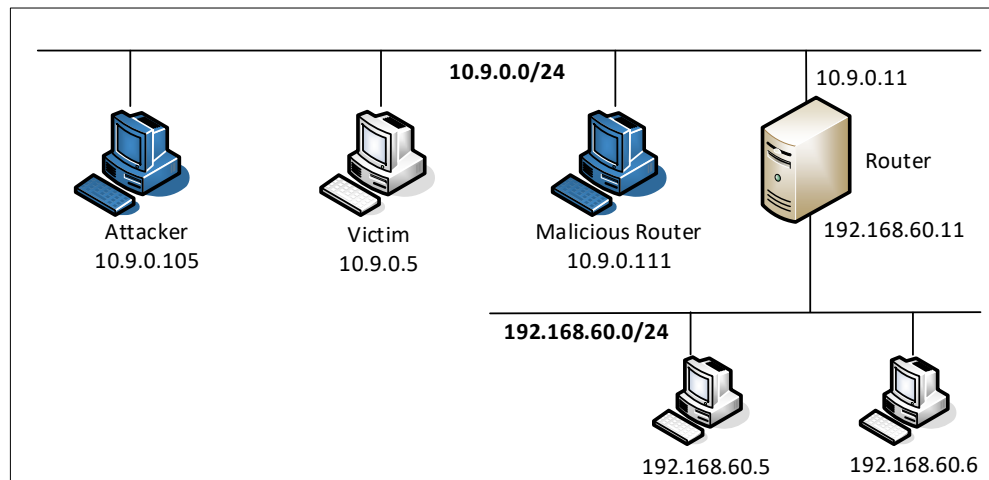 10.9.0.0/24
10.9.0.11
Router
Attacker
10.9.0.105
Victim
10.9.0.5
Malicious Router
10.9.0.111
192.168.60.11
192.168.60.0/24
192.168.60.5
192.168.60.6